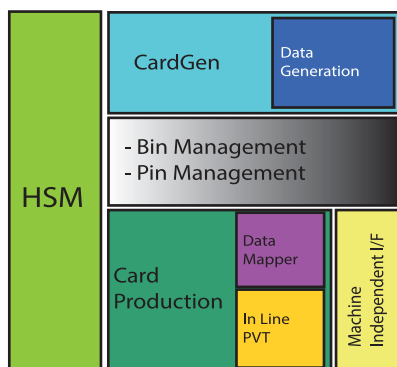 HSM
CardGen
Data
Generation
- Bin Management
- Pin Management
Card
Production
Data
Mapper
In Line
PVT
Machine
Independent I/F